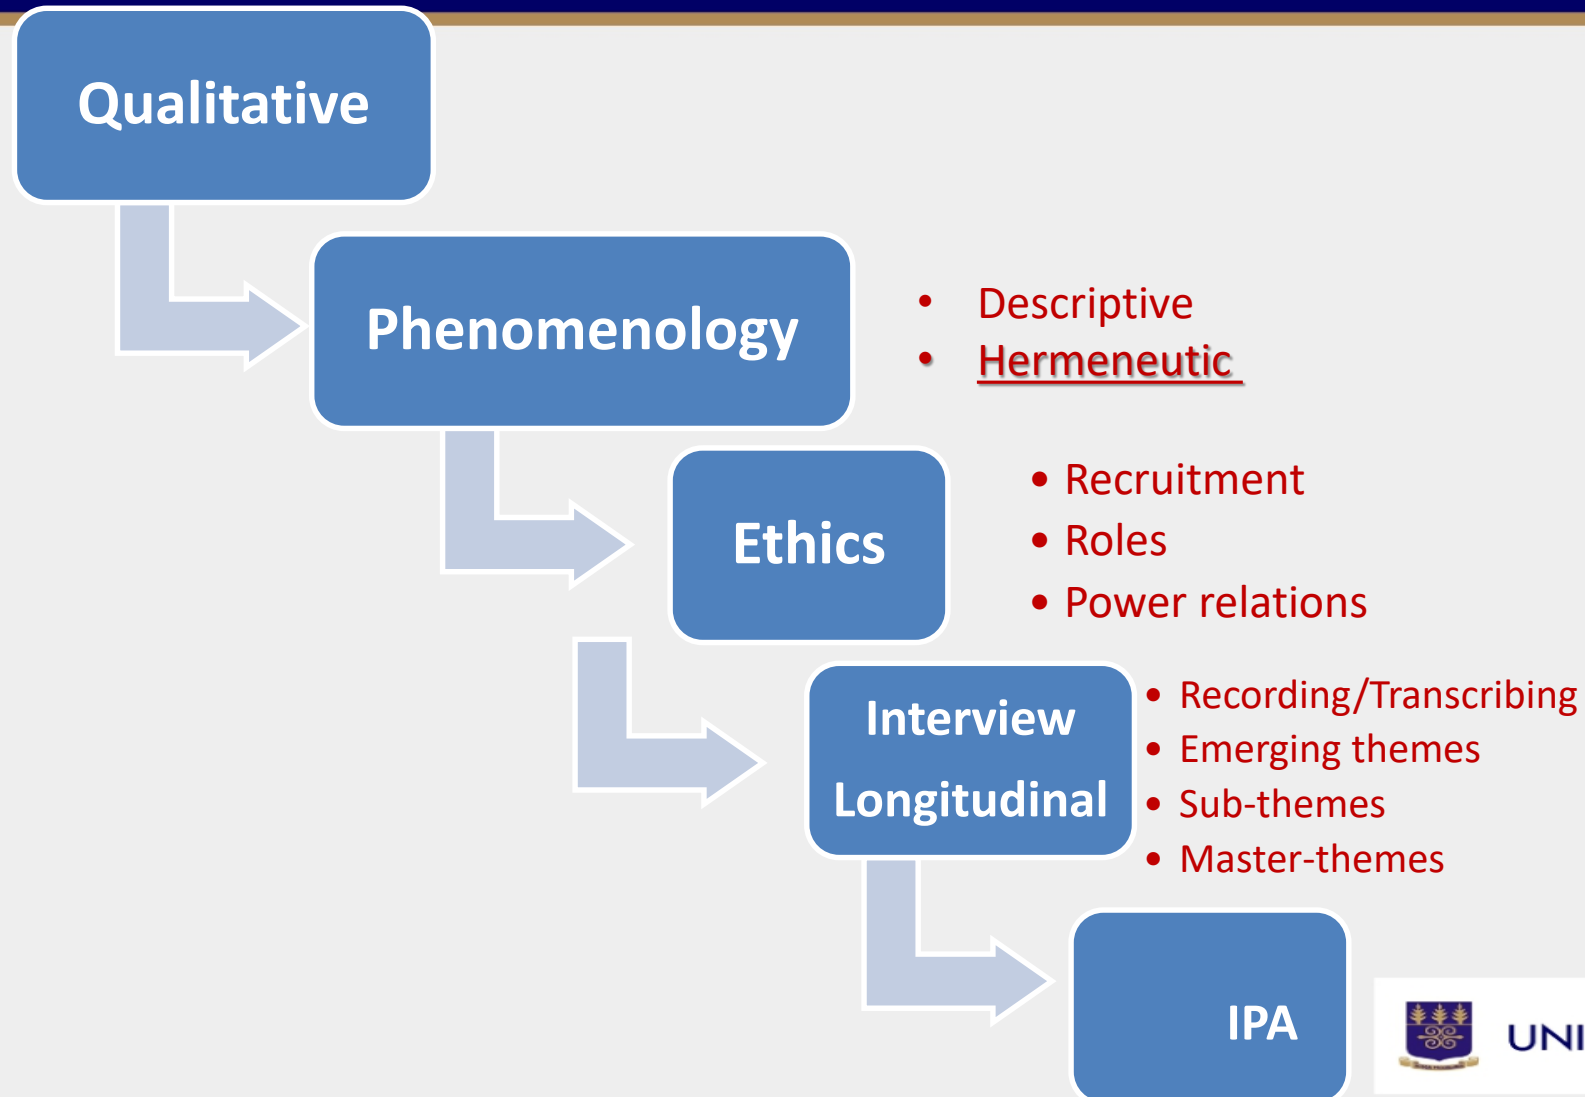 Qualitative
Phenomenology
• Descriptive
• Hermeneutic
Ethics
• Recruitment
• Roles
• Power relations
Interview
Longitudinal
• Recording/Transcribing
• Emerging themes
• Sub-themes
• Master-themes
IPA
UNI